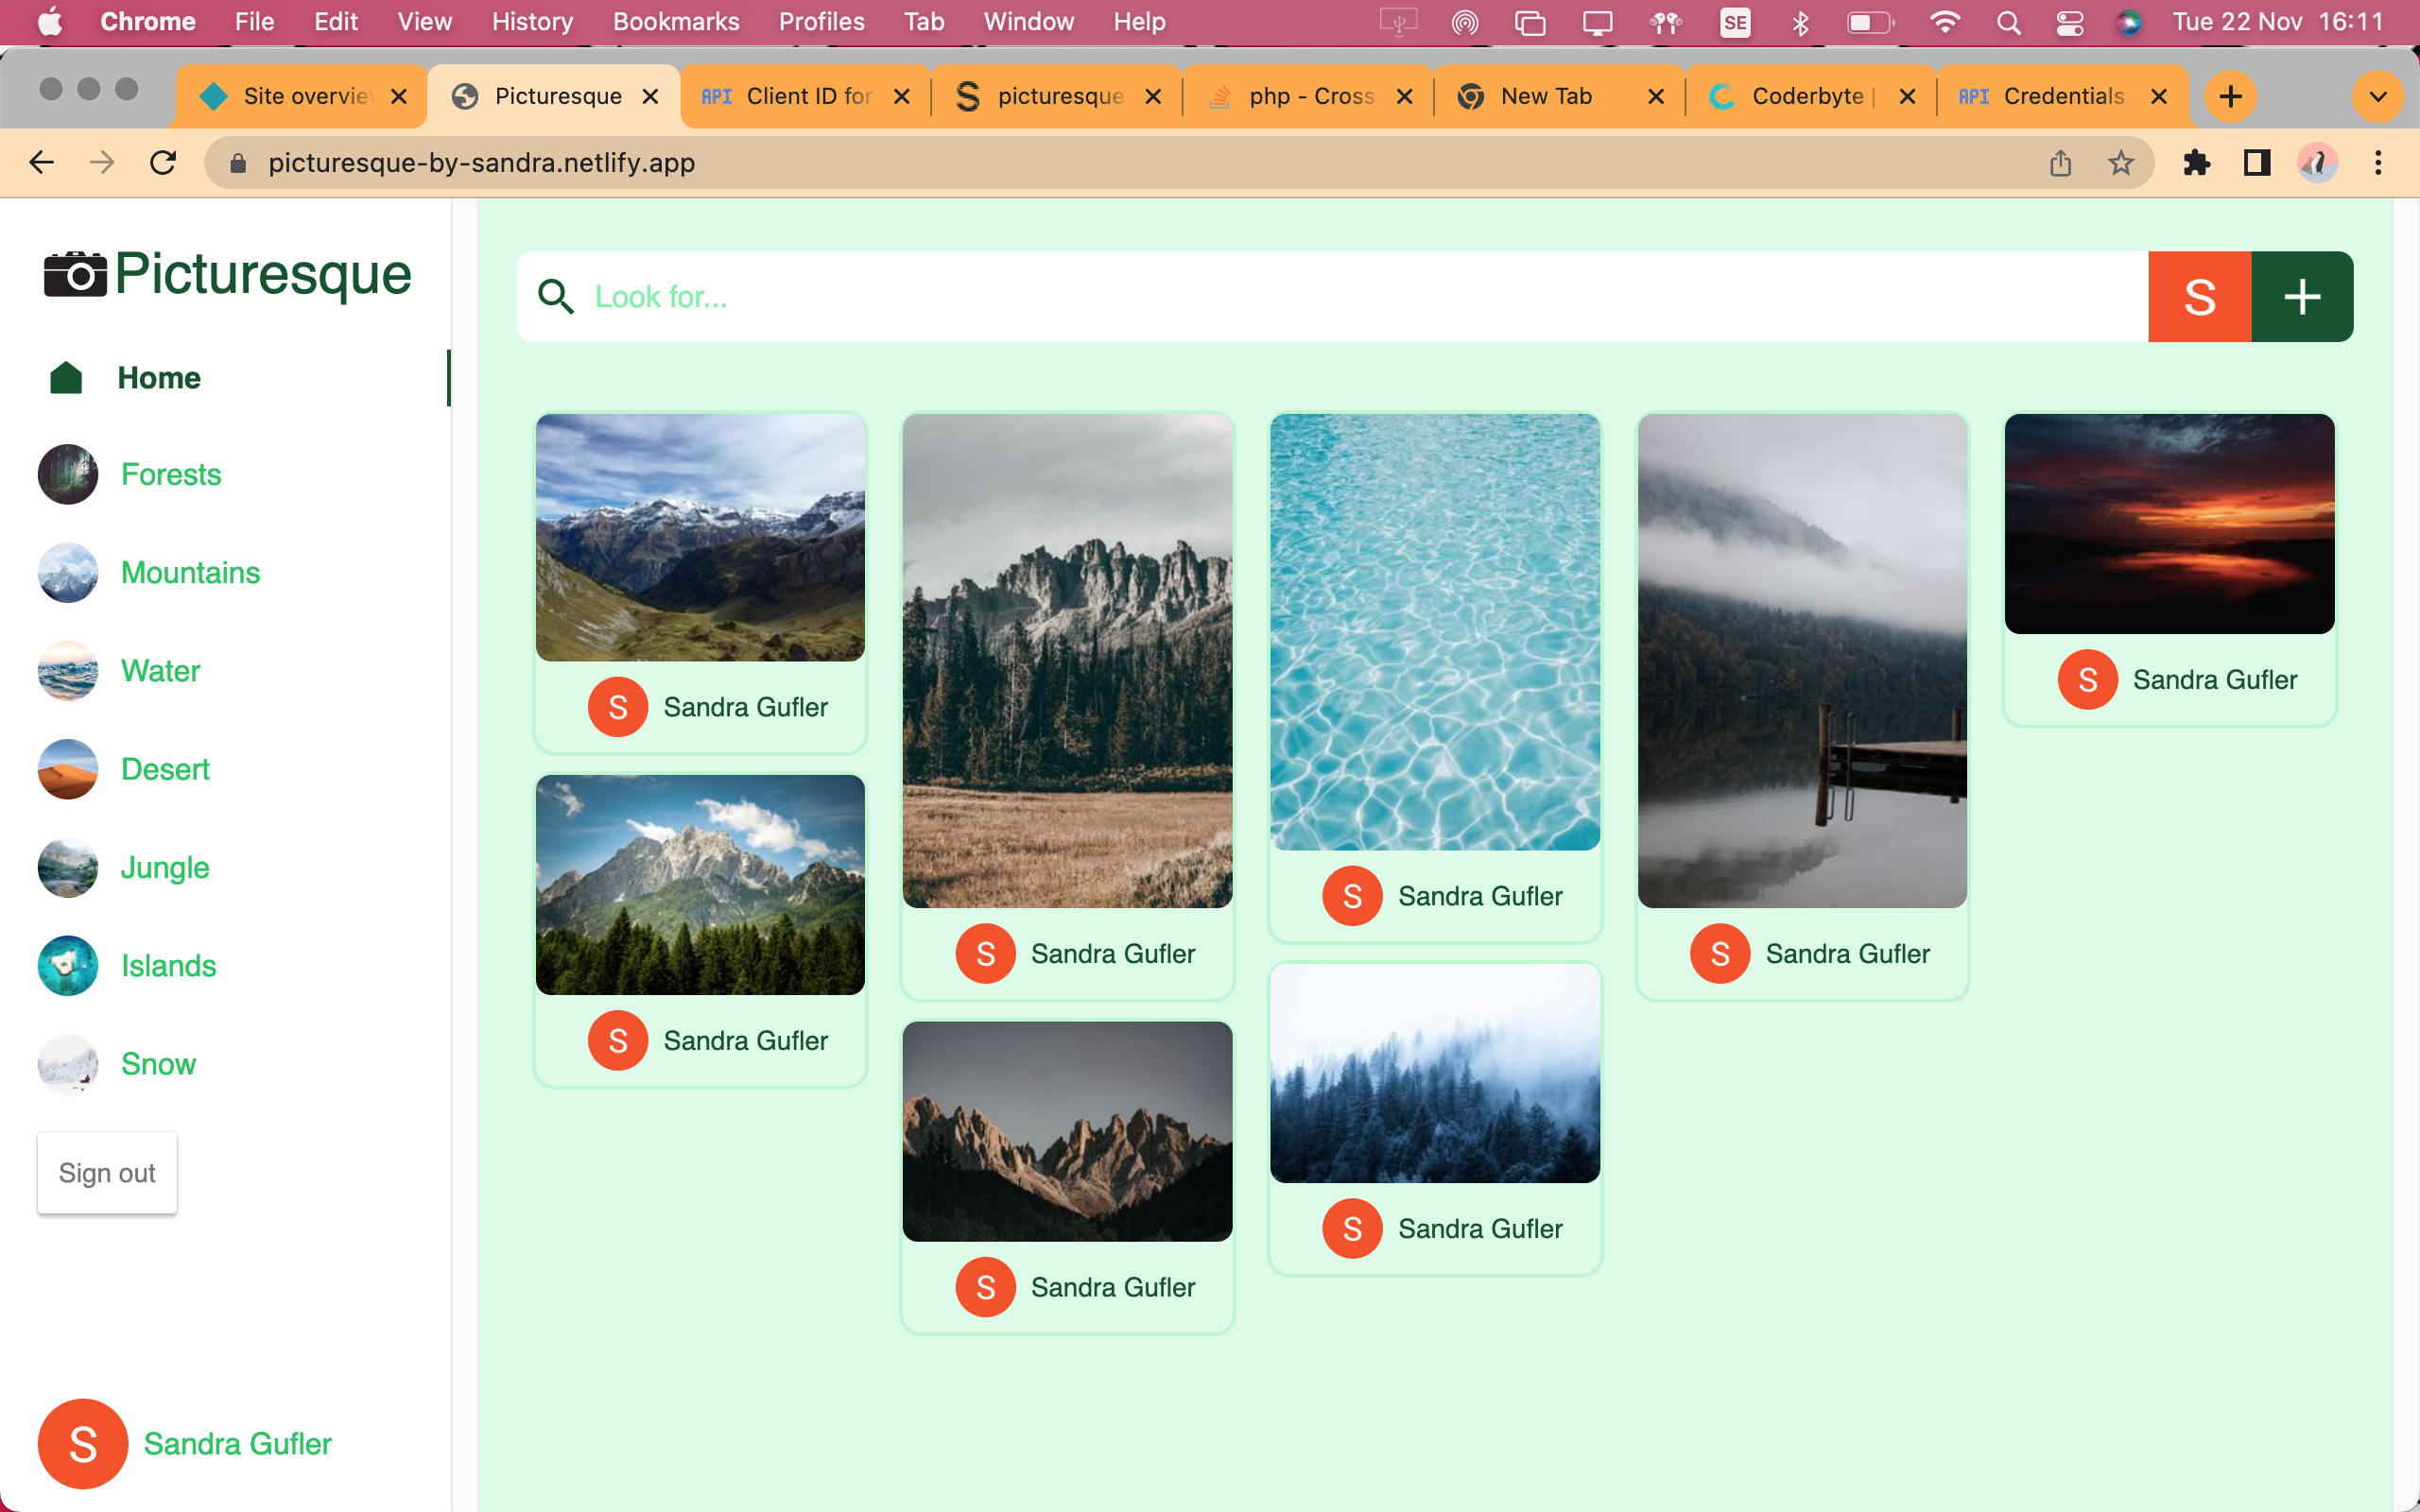 Chrome File Edit View History Bookmarks Profiles Tab Window Help SE Tue 22 Nov 16:11
Site overvie Picturesque API Client ID for S picturesque- php - Cross- New Tab Coderbyte | API Credentials
picturesque-by-sandra.netlify.app
Picturesque
Look for...
S
Home
Forests
Mountains
Water
Desert
Jungle
Islands
Snow
Sign out
S Sandra Gufler
S Sandra Gufler
S Sandra Gufler
S Sandra Gufler
S Sandra Gufler
S Sandra Gufler
S Sandra Gufler
S Sandra Gufler
S Sandra Gufler